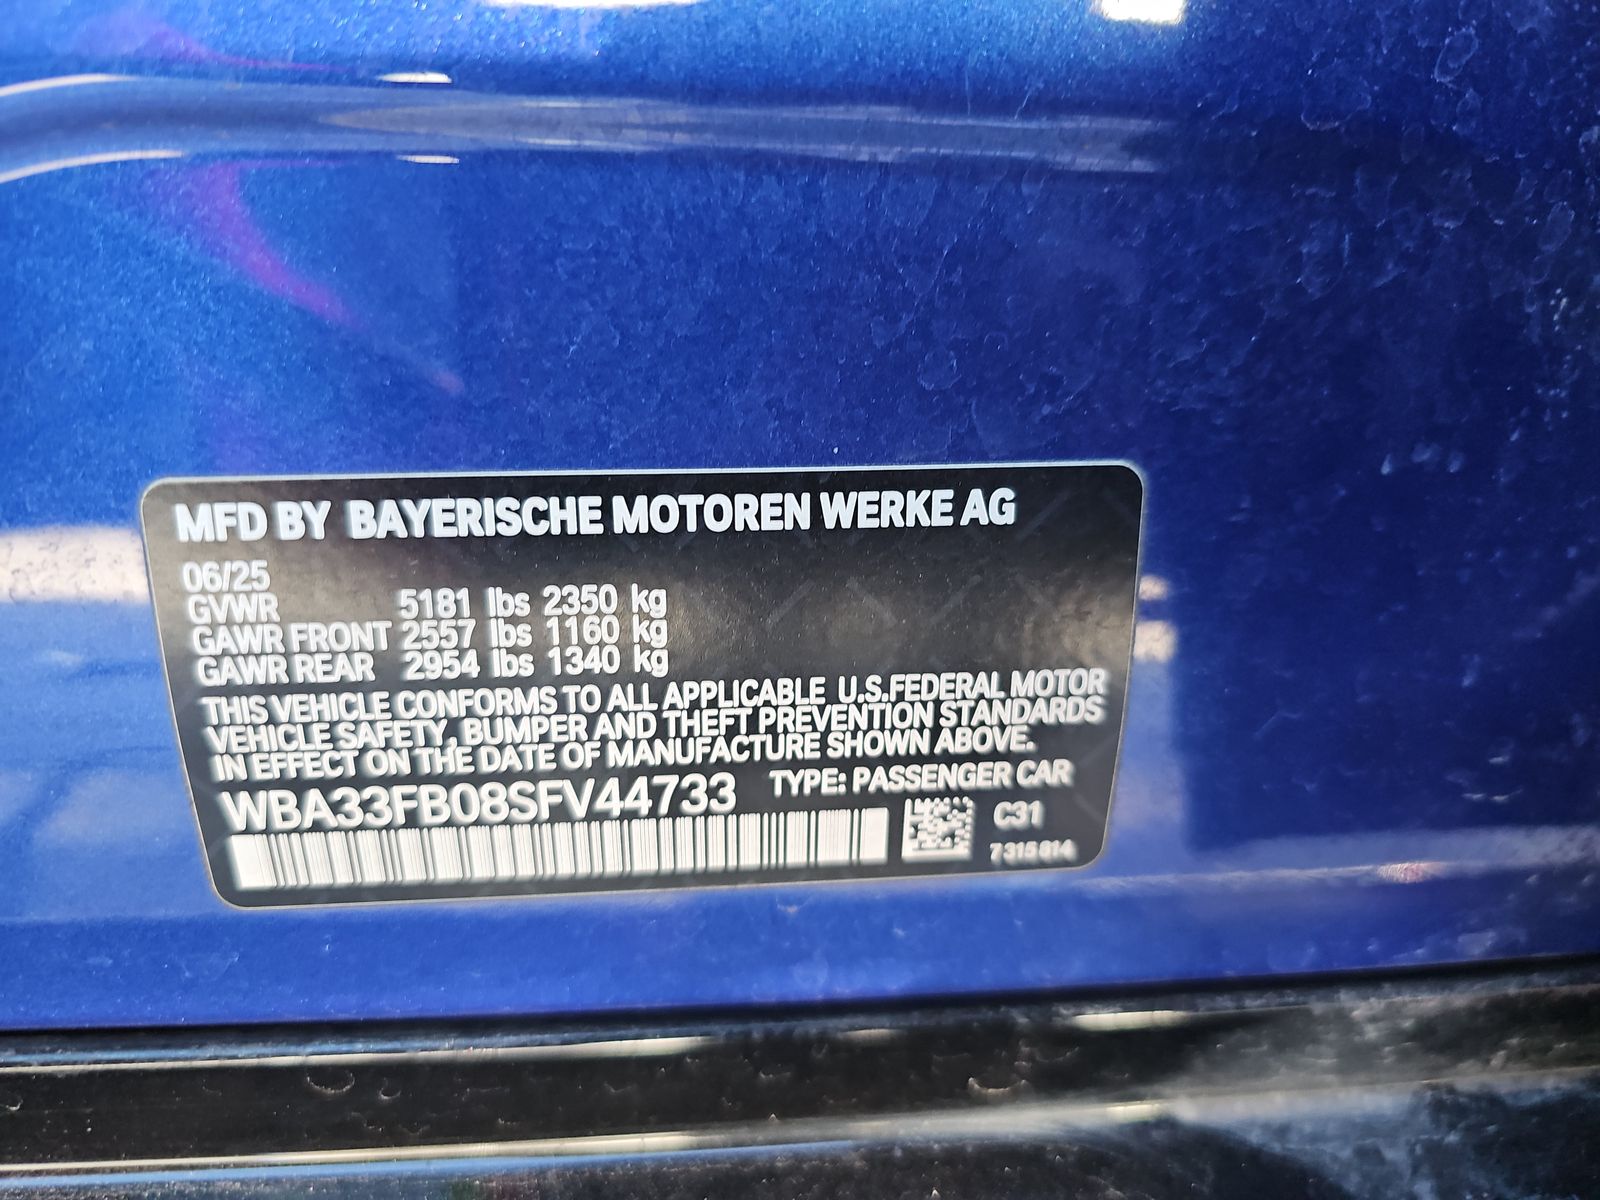 MFD BY BAYERISCHE MOTOREN WERKE AG
06/25
GVWR 5181 lbs 2350 kg
GAWR FRONT 2557 lbs 1160 kg
GAWR REAR 2954 lbs 1340 kg
THIS VEHICLE CONFORMS TO ALL APPLICABLE U.S.FEDERAL MOTOR
VEHICLE SAFETY, BUMPER AND THEFT PREVENTION STANDARDS
IN EFFECT ON THE DATE OF MANUFACTURE SHOWN ABOVE.
WBA33FB08SFV44733 TYPE: PASSENGER CAR
C31
7315814